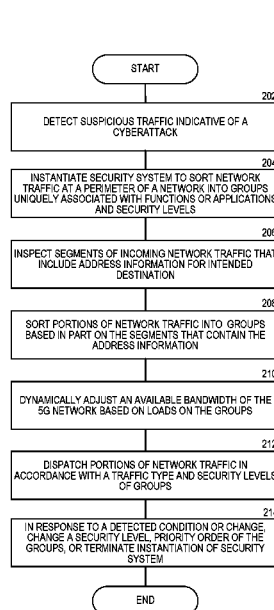 START
202
DETECT SUSPICIOUS TRAFFIC INDICATIVE OF A
CYBERATTACK
204
INSTANTIATE SECURITY SYSTEM TO SORT NETWORK
TRAFFIC AT A PERIMETER OF A NETWORK INTO GROUPS
UNIQUELY ASSOCIATED WITH FUNCTIONS OR APPLICATIONS
AND SECURITY LEVELS
206
INSPECT SEGMENTS OF INCOMING NETWORK TRAFFIC THAT
INCLUDE ADDRESS INFORMATION FOR INTENDED
DESTINATION
208
SORT PORTIONS OF NETWORK TRAFFIC INTO GROUPS
BASED IN PART ON THE SEGMENTS THAT CONTAIN THE
ADDRESS INFORMATION
210
DYNAMICALLY ADJUST AN AVAILABLE BANDWIDTH OF THE
5G NETWORK BASED ON LOADS ON THE GROUPS
212
DISPATCH PORTIONS OF NETWORK TRAFFIC IN
ACCORDANCE WITH A TRAFFIC TYPE AND SECURITY LEVELS
OF GROUPS
214
IN RESPONSE TO A DETECTED CONDITION OR CHANGE,
CHANGE A SECURITY LEVEL, PRIORITY ORDER OF THE
GROUPS, OR TERMINATE INSTANTIATION OF SECURITY
SYSTEM
END